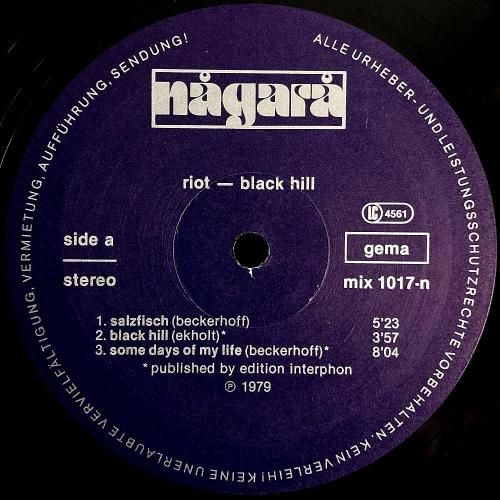 ALLE URHEBER- UND LEISTUNGSSCHUTZRECHTE VORBEHALTEN. KEIN VERLEIH! KEINE UNERLAUBTE VERVIELFÄLTIGUNG, VERMIETUNG, AUFFÜHRUNG, SENDUNG!
någarå
riot — black hill
LC 4561
side a
gema
stereo
mix 1017-n
1. salzfisch (beckerhoff) 5'23
2. black hill (ekholt)* 3'57
3. some days of my life (beckerhoff)* 8'04
* published by edition interphon
℗ 1979